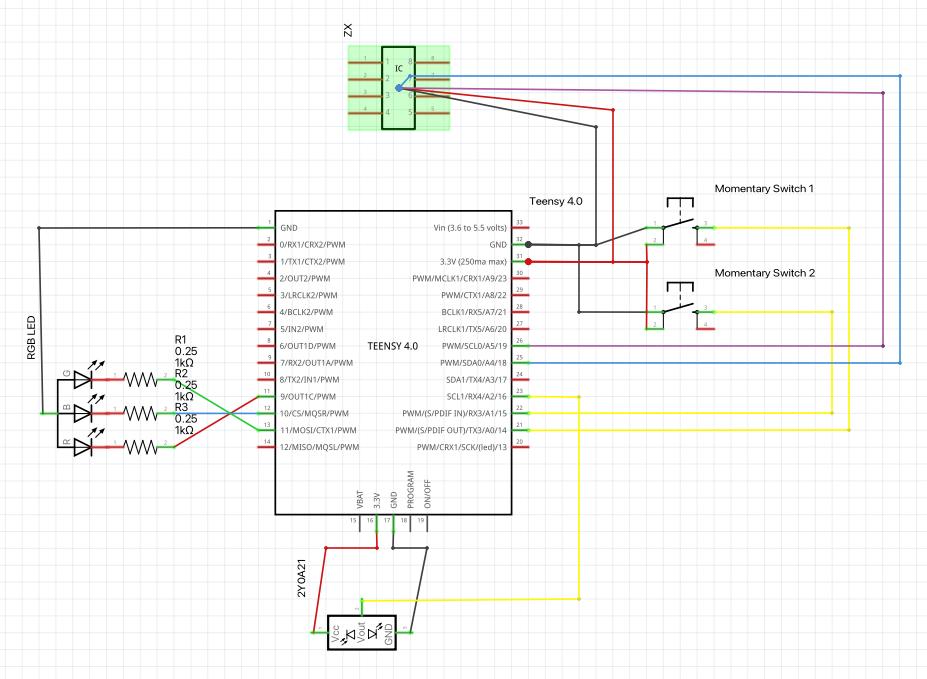 ZX
IC
1
2
3
4
8
7
6
5
Teensy 4.0
Momentary Switch 1
1
2
3
4
Momentary Switch 2
1
2
3
4
RGB LED
G
B
R
R1
0.25
1kΩ
R2
0.25
1kΩ
R3
0.25
1kΩ
TEENSY 4.0
1 GND
2 0/RX1/CRX2/PWM
3 1/TX1/CTX2/PWM
4 2/OUT2/PWM
5 3/LRCLK2/PWM
6 4/BCLK2/PWM
7 5/IN2/PWM
8 6/OUT1D/PWM
9 7/RX2/OUT1A/PWM
10 8/TX2/IN1/PWM
11 9/OUT1C/PWM
12 10/CS/MQSR/PWM
13 11/MOSI/CTX1/PWM
14 12/MISO/MQSL/PWM
Vin (3.6 to 5.5 volts) 33
GND 32
3.3V (250ma max) 31
PWM/MCLK1/CRX1/A9/23 30
PWM/CTX1/A8/22 29
BCLK1/RX5/A7/21 28
LRCLK1/TX5/A6/20 27
PWM/SCL0/A5/19 26
PWM/SDA0/A4/18 25
SDA1/TX4/A3/17 24
SCL1/RX4/A2/16 23
PWM/(S/PDIF IN)/RX3/A1/15 22
PWM/(S/PDIF OUT)/TX3/A0/14 21
PWM/CRX1/SCK/(led)/13 20
VBAT
3.3V
GND
PROGRAM
ON/OFF
15 16 17 18 19
2Y0A21
Vcc
Vout
GND